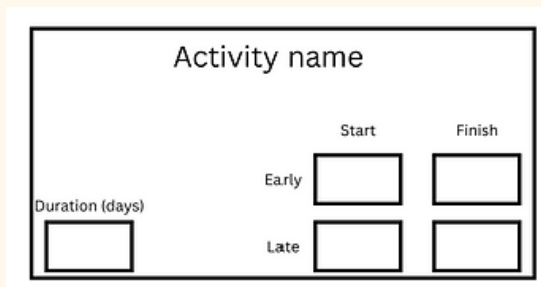 Activity name
Start Finish
Early
Duration (days)
Late